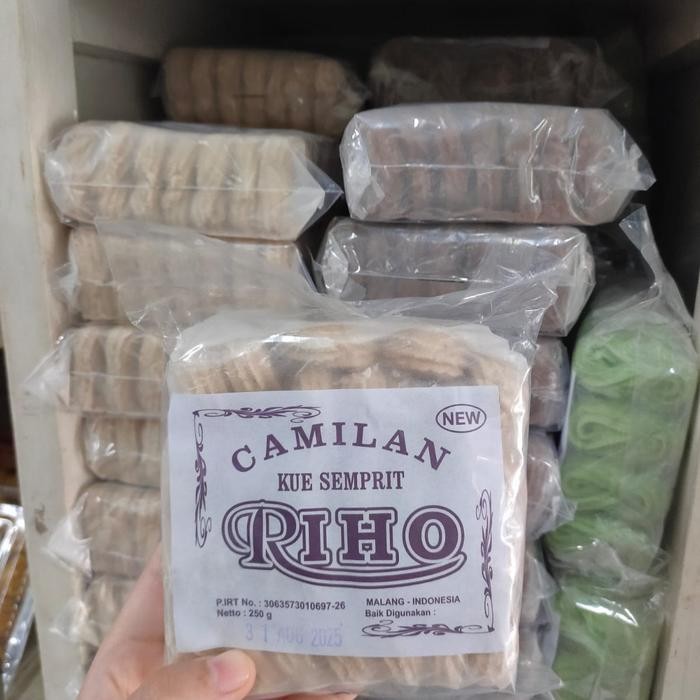 NEW
CAMILAN
KUE SEMPRIT
RIHO
P.IRT No. : 3063573010697-26
Netto : 250 g
MALANG - INDONESIA
Baik Digunakan :
31 AUG 2025